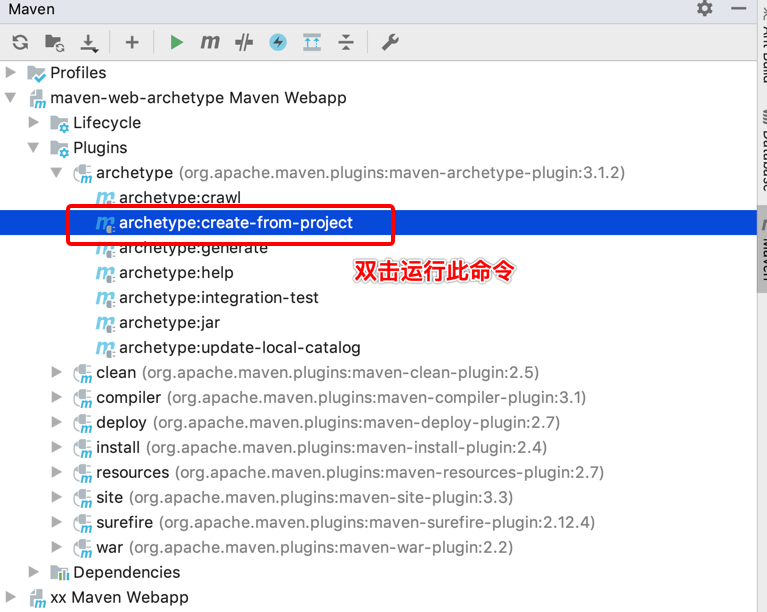 Maven
Profiles
maven-web-archetype Maven Webapp
Lifecycle
Plugins
archetype (org.apache.maven.plugins:maven-archetype-plugin:3.1.2)
archetype:crawl
archetype:create-from-project
archetype:generate
双击运行此命令
archetype:help
archetype:integration-test
archetype:jar
archetype:update-local-catalog
clean (org.apache.maven.plugins:maven-clean-plugin:2.5)
compiler (org.apache.maven.plugins:maven-compiler-plugin:3.1)
deploy (org.apache.maven.plugins:maven-deploy-plugin:2.7)
install (org.apache.maven.plugins:maven-install-plugin:2.4)
resources (org.apache.maven.plugins:maven-resources-plugin:2.7)
site (org.apache.maven.plugins:maven-site-plugin:3.3)
surefire (org.apache.maven.plugins:maven-surefire-plugin:2.12.4)
war (org.apache.maven.plugins:maven-war-plugin:2.2)
Dependencies
xx Maven Webapp
Ant Build
Database
Maven